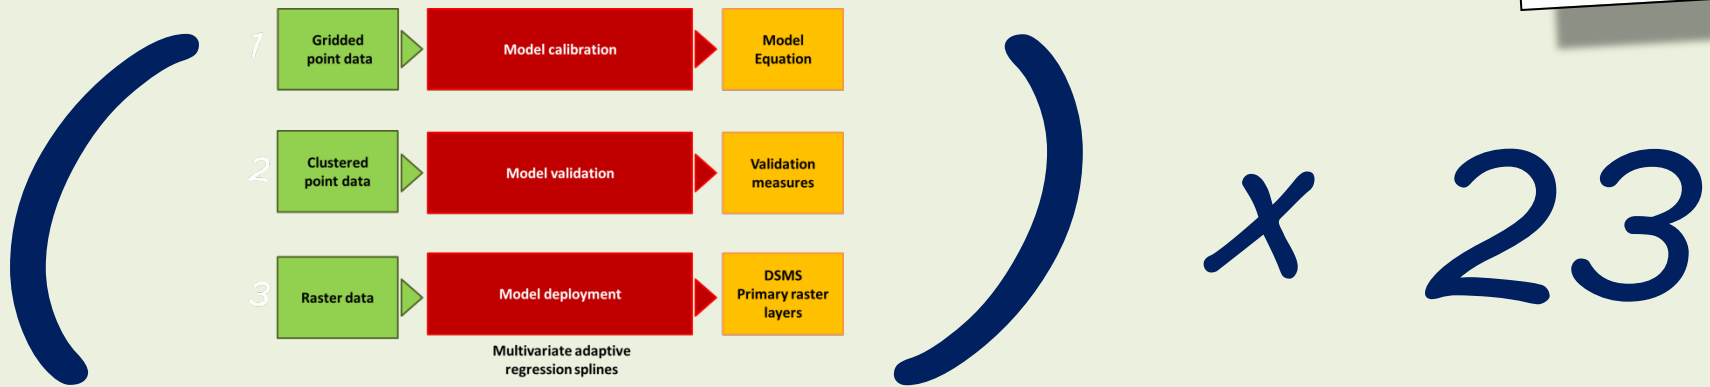 1
Gridded
point data
Model calibration
Model
Equation
2
Clustered
point data
Model validation
Validation
measures
3
Raster data
Model deployment
DSMS
Primary raster
layers
Multivariate adaptive
regression splines
( ) x 23